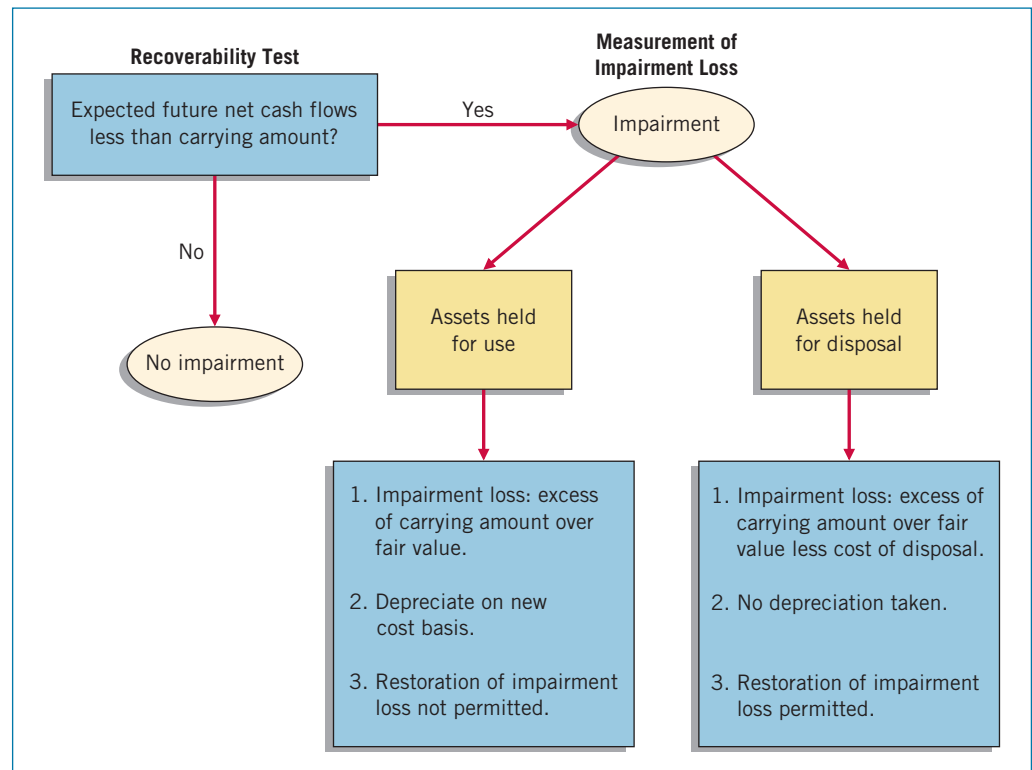 Recoverability Test
Expected future net cash flows
less than carrying amount?
Yes
No
No impairment
Measurement of
Impairment Loss
Impairment
Assets held
for use
1. Impairment loss: excess
of carrying amount over
fair value.
2. Depreciate on new
cost basis.
3. Restoration of impairment
loss not permitted.
Assets held
for disposal
1. Impairment loss: excess of
carrying amount over fair
value less cost of disposal.
2. No depreciation taken.
3. Restoration of impairment
loss permitted.